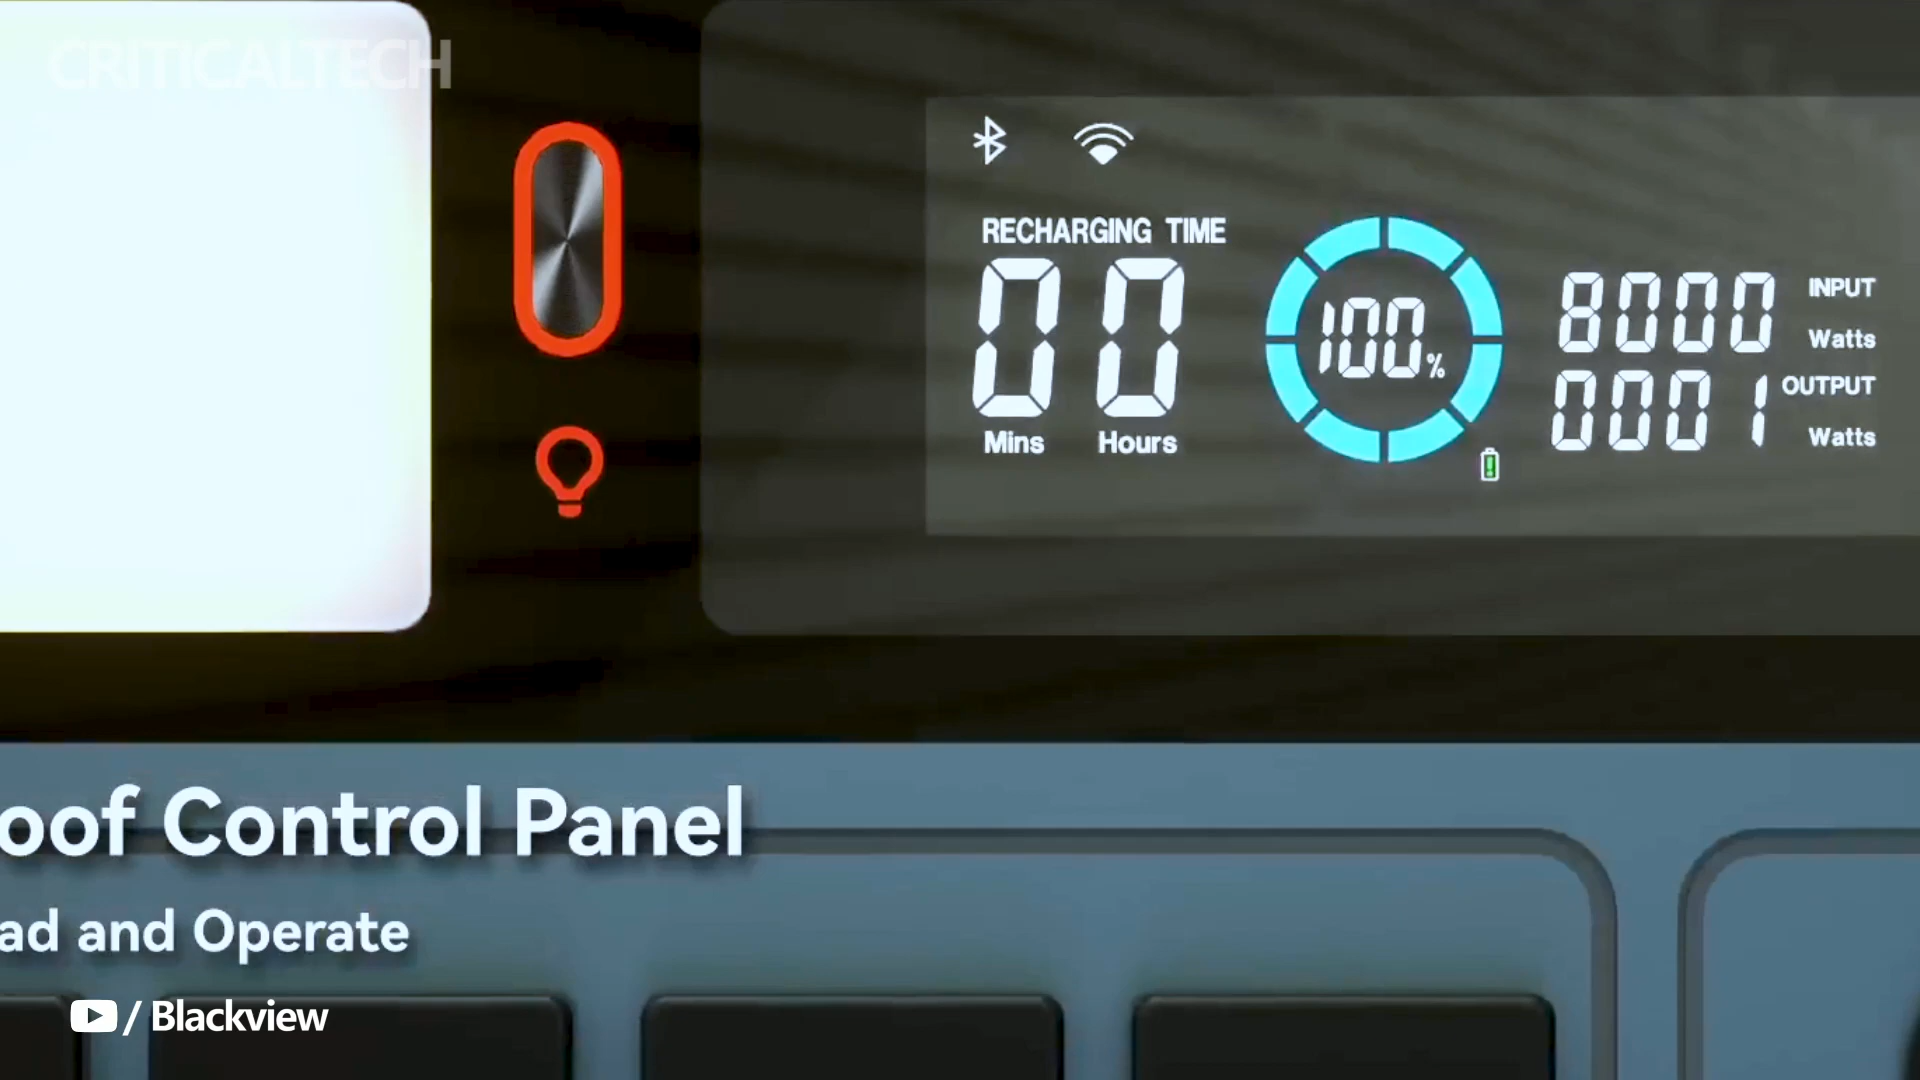 CRITICALTECH
RECHARGING TIME
00 00
Mins Hours
100%
8000 INPUT
Watts
0001 OUTPUT
Watts
oof Control Panel
ad and Operate
/ Blackview